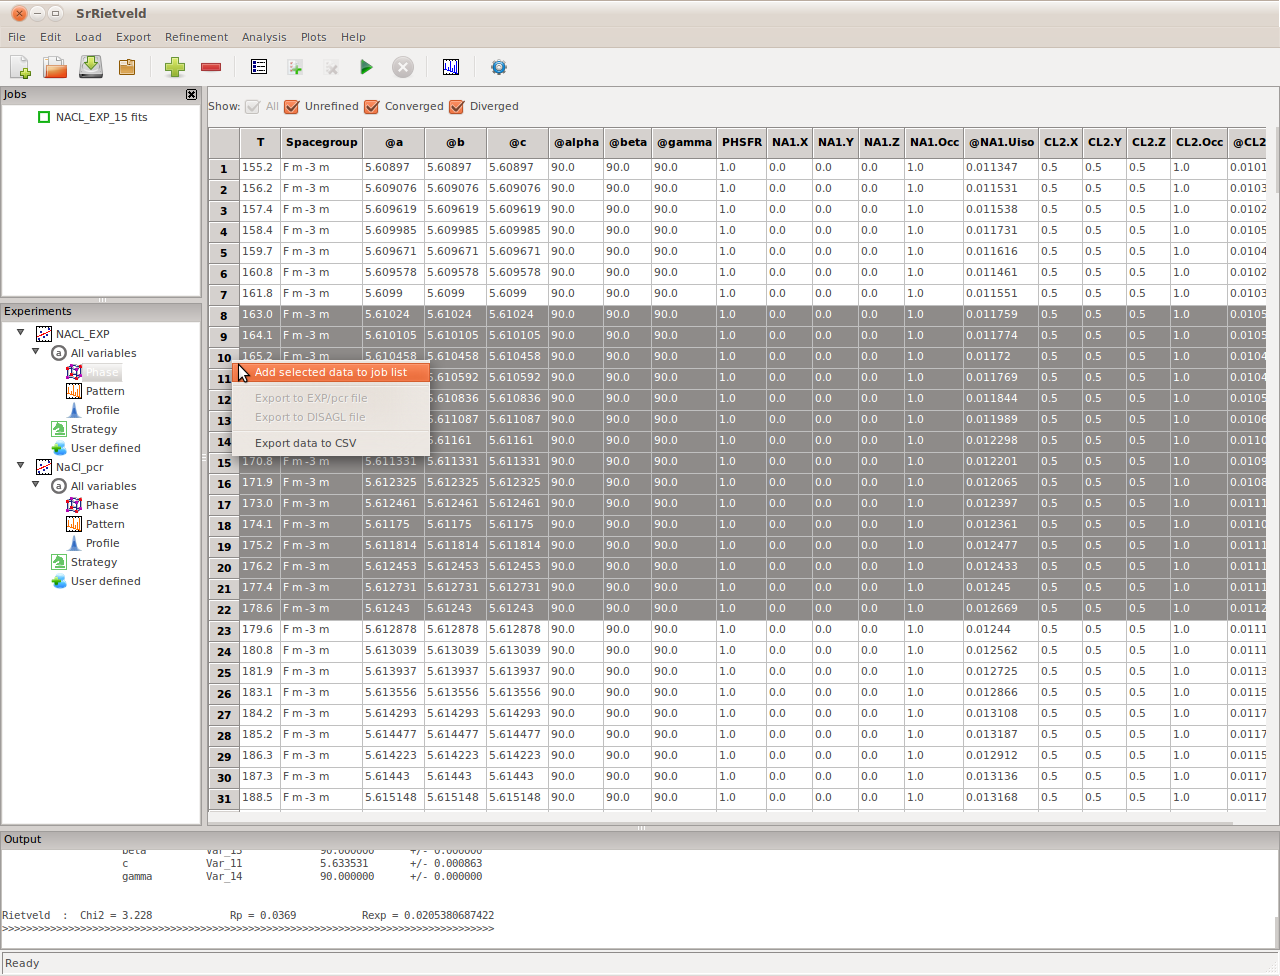 SrRietveld
File Edit Load Export Refinement Analysis Plots Help
Jobs
NACL_EXP_15 fits
Experiments
NACL_EXP
All variables
Phase
Pattern
Profile
Strategy
User defined
NaCl_pcr
All variables
Phase
Pattern
Profile
Strategy
User defined
Show: All Unrefined Converged Diverged
T Spacegroup @a @b @c @alpha @beta @gamma PHSFR NA1.X NA1.Y NA1.Z NA1.Occ @NA1.Uiso CL2.X CL2.Y CL2.Z CL2.Occ @CL2
1 155.2 F m -3 m 5.60897 5.60897 5.60897 90.0 90.0 90.0 1.0 0.0 0.0 0.0 1.0 0.011347 0.5 0.5 0.5 1.0 0.0101
2 156.2 F m -3 m 5.609076 5.609076 5.609076 90.0 90.0 90.0 1.0 0.0 0.0 0.0 1.0 0.011531 0.5 0.5 0.5 1.0 0.0103
3 157.4 F m -3 m 5.609619 5.609619 5.609619 90.0 90.0 90.0 1.0 0.0 0.0 0.0 1.0 0.011538 0.5 0.5 0.5 1.0 0.0102
4 158.4 F m -3 m 5.609985 5.609985 5.609985 90.0 90.0 90.0 1.0 0.0 0.0 0.0 1.0 0.011731 0.5 0.5 0.5 1.0 0.0105
5 159.7 F m -3 m 5.609671 5.609671 5.609671 90.0 90.0 90.0 1.0 0.0 0.0 0.0 1.0 0.011616 0.5 0.5 0.5 1.0 0.0104
6 160.8 F m -3 m 5.609578 5.609578 5.609578 90.0 90.0 90.0 1.0 0.0 0.0 0.0 1.0 0.011461 0.5 0.5 0.5 1.0 0.0102
7 161.8 F m -3 m 5.6099 5.6099 5.6099 90.0 90.0 90.0 1.0 0.0 0.0 0.0 1.0 0.011551 0.5 0.5 0.5 1.0 0.0103
8 163.0 F m -3 m 5.61024 5.61024 5.61024 90.0 90.0 90.0 1.0 0.0 0.0 0.0 1.0 0.011759 0.5 0.5 0.5 1.0 0.0105
9 164.1 F m -3 m 5.610105 5.610105 5.610105 90.0 90.0 90.0 1.0 0.0 0.0 0.0 1.0 0.011774 0.5 0.5 0.5 1.0 0.0105
10 165.2 F m -3 m 5.610458 5.610458 5.610458 90.0 90.0 90.0 1.0 0.0 0.0 0.0 1.0 0.01172 0.5 0.5 0.5 1.0 0.0104
11 5.610592 5.610592 90.0 90.0 90.0 1.0 0.0 0.0 0.0 1.0 0.011769 0.5 0.5 0.5 1.0 0.0104
12 5.610836 5.610836 90.0 90.0 90.0 1.0 0.0 0.0 0.0 1.0 0.011844 0.5 0.5 0.5 1.0 0.0105
13 5.611087 5.611087 90.0 90.0 90.0 1.0 0.0 0.0 0.0 1.0 0.011989 0.5 0.5 0.5 1.0 0.0106
14 5.61161 5.61161 90.0 90.0 90.0 1.0 0.0 0.0 0.0 1.0 0.012298 0.5 0.5 0.5 1.0 0.0110
15 170.8 F m -3 m 5.611331 5.611331 5.611331 90.0 90.0 90.0 1.0 0.0 0.0 0.0 1.0 0.012201 0.5 0.5 0.5 1.0 0.0109
16 171.9 F m -3 m 5.612325 5.612325 5.612325 90.0 90.0 90.0 1.0 0.0 0.0 0.0 1.0 0.012065 0.5 0.5 0.5 1.0 0.0108
17 173.0 F m -3 m 5.612461 5.612461 5.612461 90.0 90.0 90.0 1.0 0.0 0.0 0.0 1.0 0.012397 0.5 0.5 0.5 1.0 0.0111
18 174.1 F m -3 m 5.61175 5.61175 5.61175 90.0 90.0 90.0 1.0 0.0 0.0 0.0 1.0 0.012361 0.5 0.5 0.5 1.0 0.0110
19 175.2 F m -3 m 5.611814 5.611814 5.611814 90.0 90.0 90.0 1.0 0.0 0.0 0.0 1.0 0.012477 0.5 0.5 0.5 1.0 0.0111
20 176.2 F m -3 m 5.612453 5.612453 5.612453 90.0 90.0 90.0 1.0 0.0 0.0 0.0 1.0 0.012433 0.5 0.5 0.5 1.0 0.0111
21 177.4 F m -3 m 5.612731 5.612731 5.612731 90.0 90.0 90.0 1.0 0.0 0.0 0.0 1.0 0.01245 0.5 0.5 0.5 1.0 0.0111
22 178.6 F m -3 m 5.61243 5.61243 5.61243 90.0 90.0 90.0 1.0 0.0 0.0 0.0 1.0 0.012669 0.5 0.5 0.5 1.0 0.0112
23 179.6 F m -3 m 5.612878 5.612878 5.612878 90.0 90.0 90.0 1.0 0.0 0.0 0.0 1.0 0.01244 0.5 0.5 0.5 1.0 0.0111
24 180.8 F m -3 m 5.613039 5.613039 5.613039 90.0 90.0 90.0 1.0 0.0 0.0 0.0 1.0 0.012562 0.5 0.5 0.5 1.0 0.0111
25 181.9 F m -3 m 5.613937 5.613937 5.613937 90.0 90.0 90.0 1.0 0.0 0.0 0.0 1.0 0.012725 0.5 0.5 0.5 1.0 0.0113
26 183.1 F m -3 m 5.613556 5.613556 5.613556 90.0 90.0 90.0 1.0 0.0 0.0 0.0 1.0 0.012866 0.5 0.5 0.5 1.0 0.0115
27 184.2 F m -3 m 5.614293 5.614293 5.614293 90.0 90.0 90.0 1.0 0.0 0.0 0.0 1.0 0.013108 0.5 0.5 0.5 1.0 0.0117
28 185.2 F m -3 m 5.614477 5.614477 5.614477 90.0 90.0 90.0 1.0 0.0 0.0 0.0 1.0 0.013187 0.5 0.5 0.5 1.0 0.0117
29 186.3 F m -3 m 5.614223 5.614223 5.614223 90.0 90.0 90.0 1.0 0.0 0.0 0.0 1.0 0.012912 0.5 0.5 0.5 1.0 0.0115
30 187.3 F m -3 m 5.61443 5.61443 5.61443 90.0 90.0 90.0 1.0 0.0 0.0 0.0 1.0 0.013136 0.5 0.5 0.5 1.0 0.0117
31 188.5 F m -3 m 5.615148 5.615148 5.615148 90.0 90.0 90.0 1.0 0.0 0.0 0.0 1.0 0.013168 0.5 0.5 0.5 1.0 0.0117
Add selected data to job list
Export to EXP/pcr file
Export to DISAGL file
Export data to CSV
Output
beta Var_13 90.000000 +/- 0.000000
c Var_11 5.633531 +/- 0.000863
gamma Var_14 90.000000 +/- 0.000000
Rietveld : Chi2 = 3.228 Rp = 0.0369 Rexp = 0.0205380687422
>>>>>>>>>>>>>>>>>>>>>>>>>>>>>>>>>>>>>>>>>>>>>>>>>>>>>>>>>>>>>>>>>>>>>>>>>>>>>>>>>>
Ready